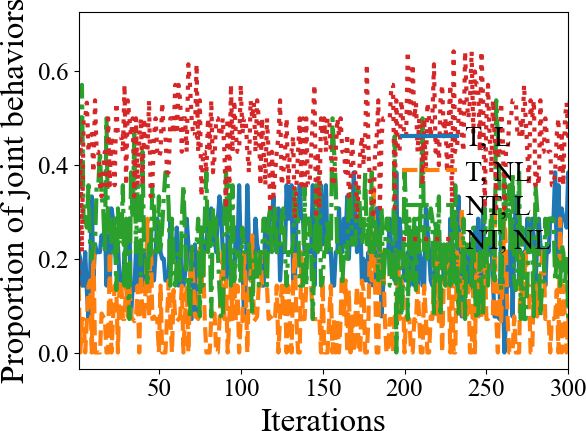 Proportion of joint behaviors
0.6
0.4
0.2
0.0
T, L
T, NL
NT, L
NT, NL
50 100 150 200 250 300
Iterations